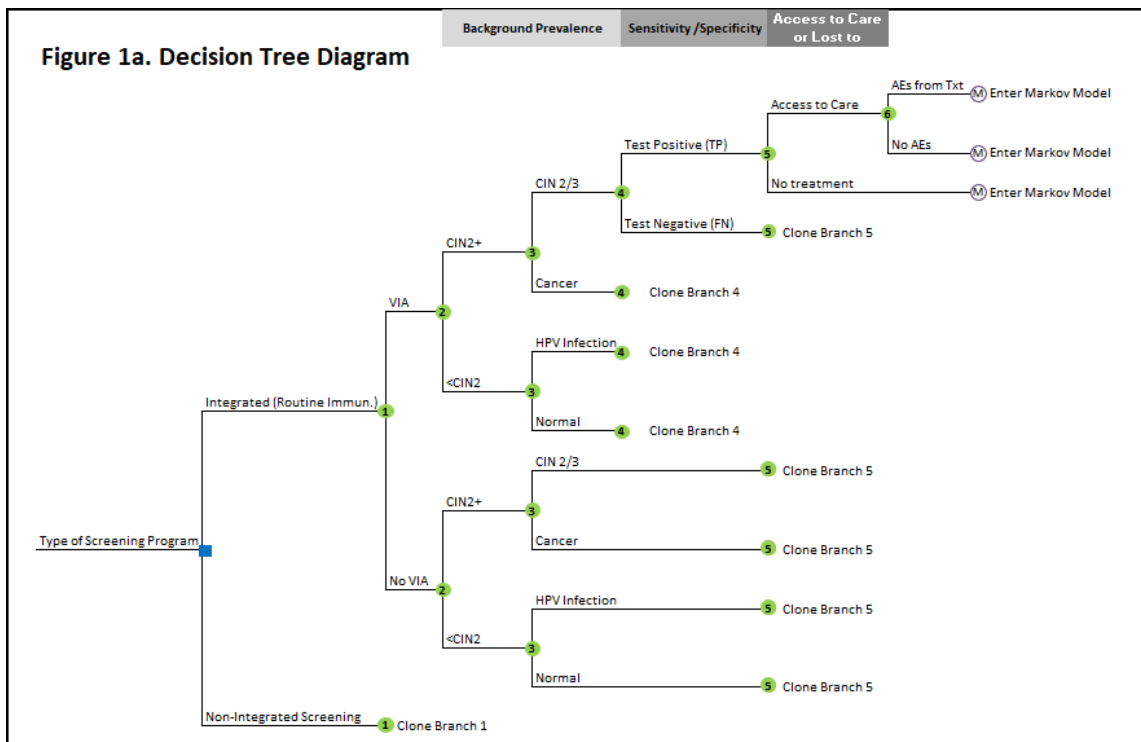 Background Prevalence
Sensitivity /Specificity
Access to Care
or Lost to
Figure 1a. Decision Tree Diagram
AEs from Txt
M Enter Markov Model
Access to Care
6
No AEs
M Enter Markov Model
Test Positive (TP)
5
No treatment
M Enter Markov Model
CIN 2/3
4
Test Negative (FN)
5 Clone Branch 5
CIN2+
3
Cancer
4 Clone Branch 4
VIA
2
HPV Infection
4 Clone Branch 4
<CIN2
3
Integrated (Routine Immun.)
1
Normal
4 Clone Branch 4
CIN 2/3
5 Clone Branch 5
CIN2+
3
Type of Screening Program
Cancer
5 Clone Branch 5
No VIA
2
HPV Infection
5 Clone Branch 5
<CIN2
3
Normal
5 Clone Branch 5
Non-Integrated Screening
1 Clone Branch 1